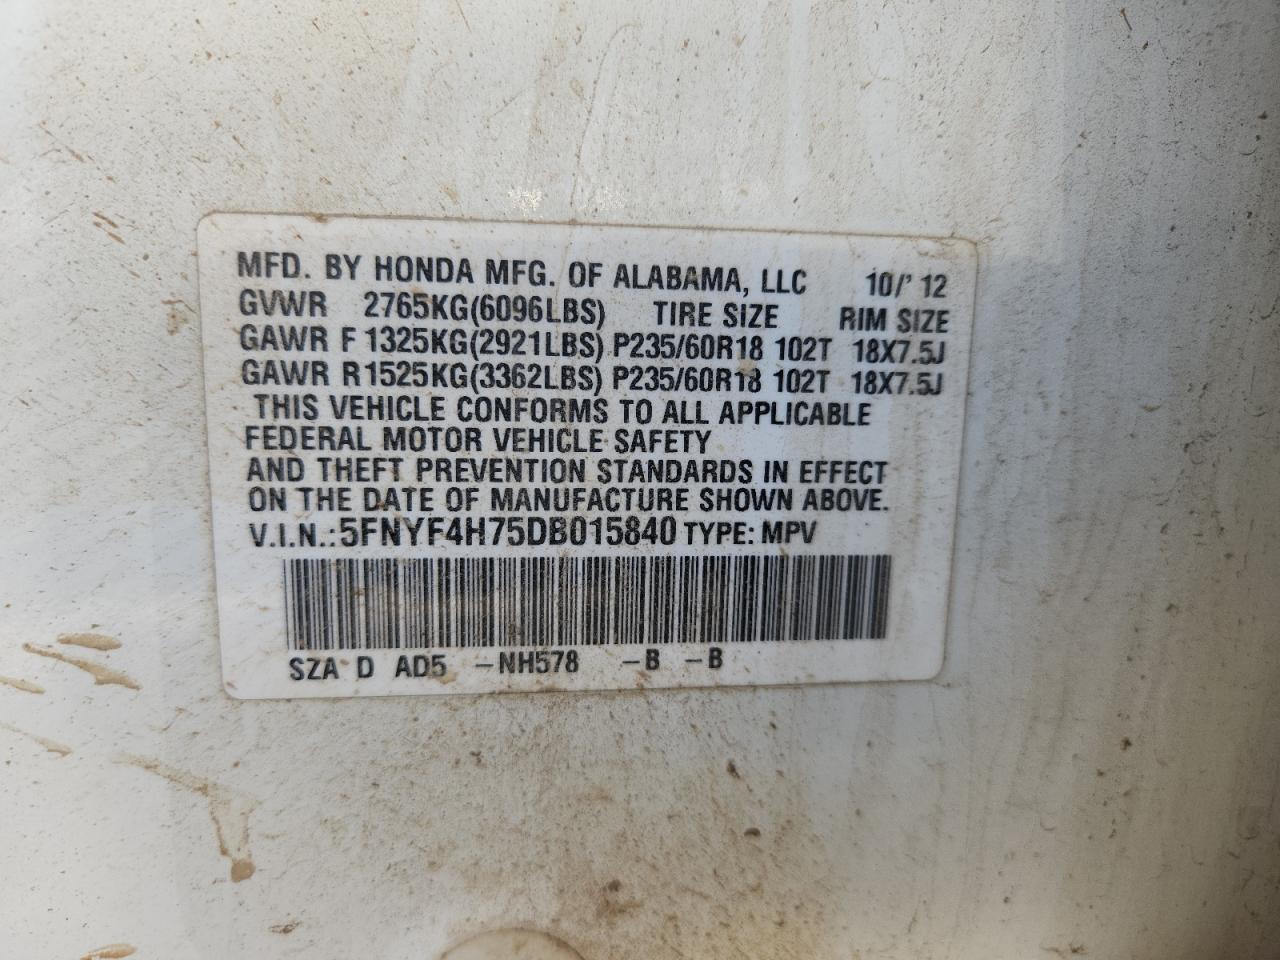 MFD. BY HONDA MFG. OF ALABAMA, LLC 10/'12
GVWR 2765KG(6096LBS) TIRE SIZE RIM SIZE
GAWR F 1325KG(2921LBS) P235/60R18 102T 18X7.5J
GAWR R1525KG(3362LBS) P235/60R18 102T 18X7.5J
THIS VEHICLE CONFORMS TO ALL APPLICABLE
FEDERAL MOTOR VEHICLE SAFETY
AND THEFT PREVENTION STANDARDS IN EFFECT
ON THE DATE OF MANUFACTURE SHOWN ABOVE.
V.I.N.:5FNYF4H75DB015840 TYPE: MPV
SZA D AD5 -NH578 -B -B